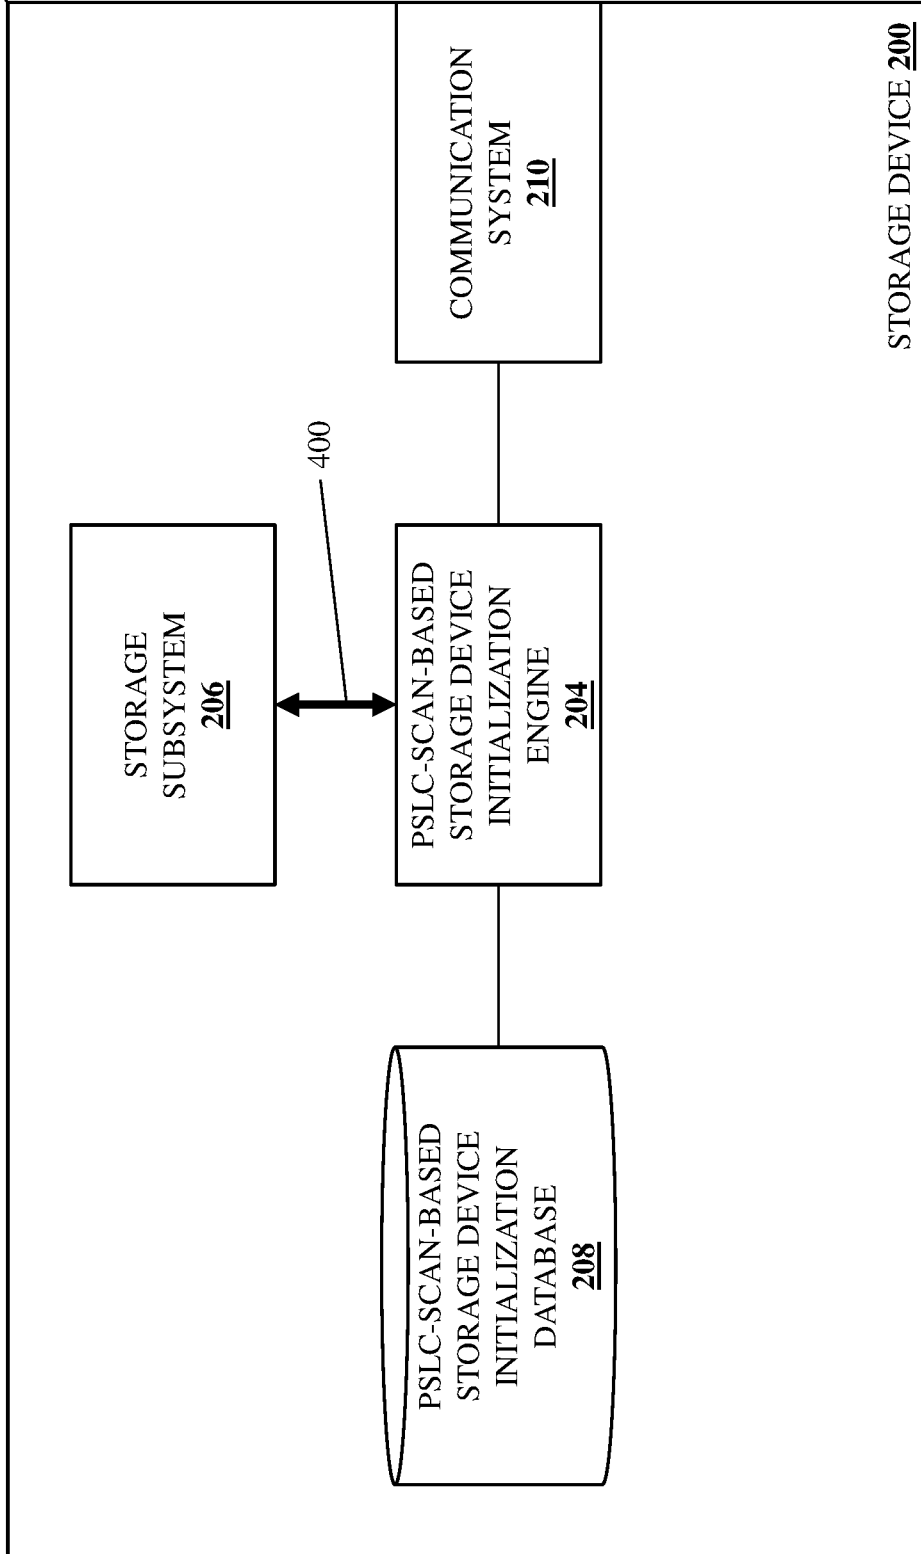 STORAGE
SUBSYSTEM
206
400
PSLC-SCAN-BASED
STORAGE DEVICE
INITIALIZATION
DATABASE
208
PSLC-SCAN-BASED
STORAGE DEVICE
INITIALIZATION
ENGINE
204
COMMUNICATION
SYSTEM
210
STORAGE DEVICE 200